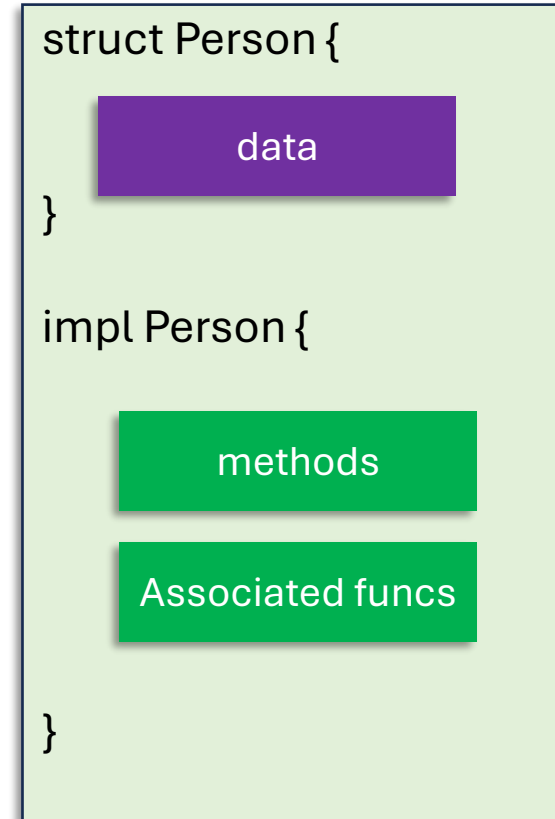 struct Person {
data
}
impl Person {
methods
Associated funcs
}